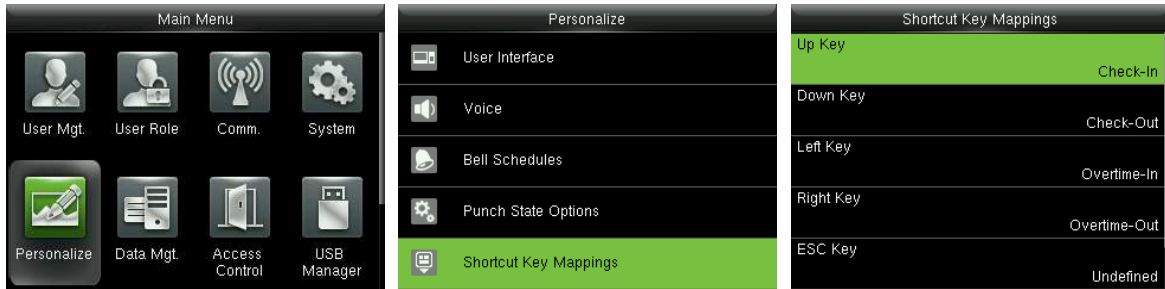 Main Menu
User Mgt.
User Role
Comm.
System
Personalize
Data Mgt.
Access
Control
USB
Manager
Personalize
User Interface
Voice
Bell Schedules
Punch State Options
Shortcut Key Mappings
Shortcut Key Mappings
Up Key
Check-In
Down Key
Check-Out
Left Key
Overtime-In
Right Key
Overtime-Out
ESC Key
Undefined